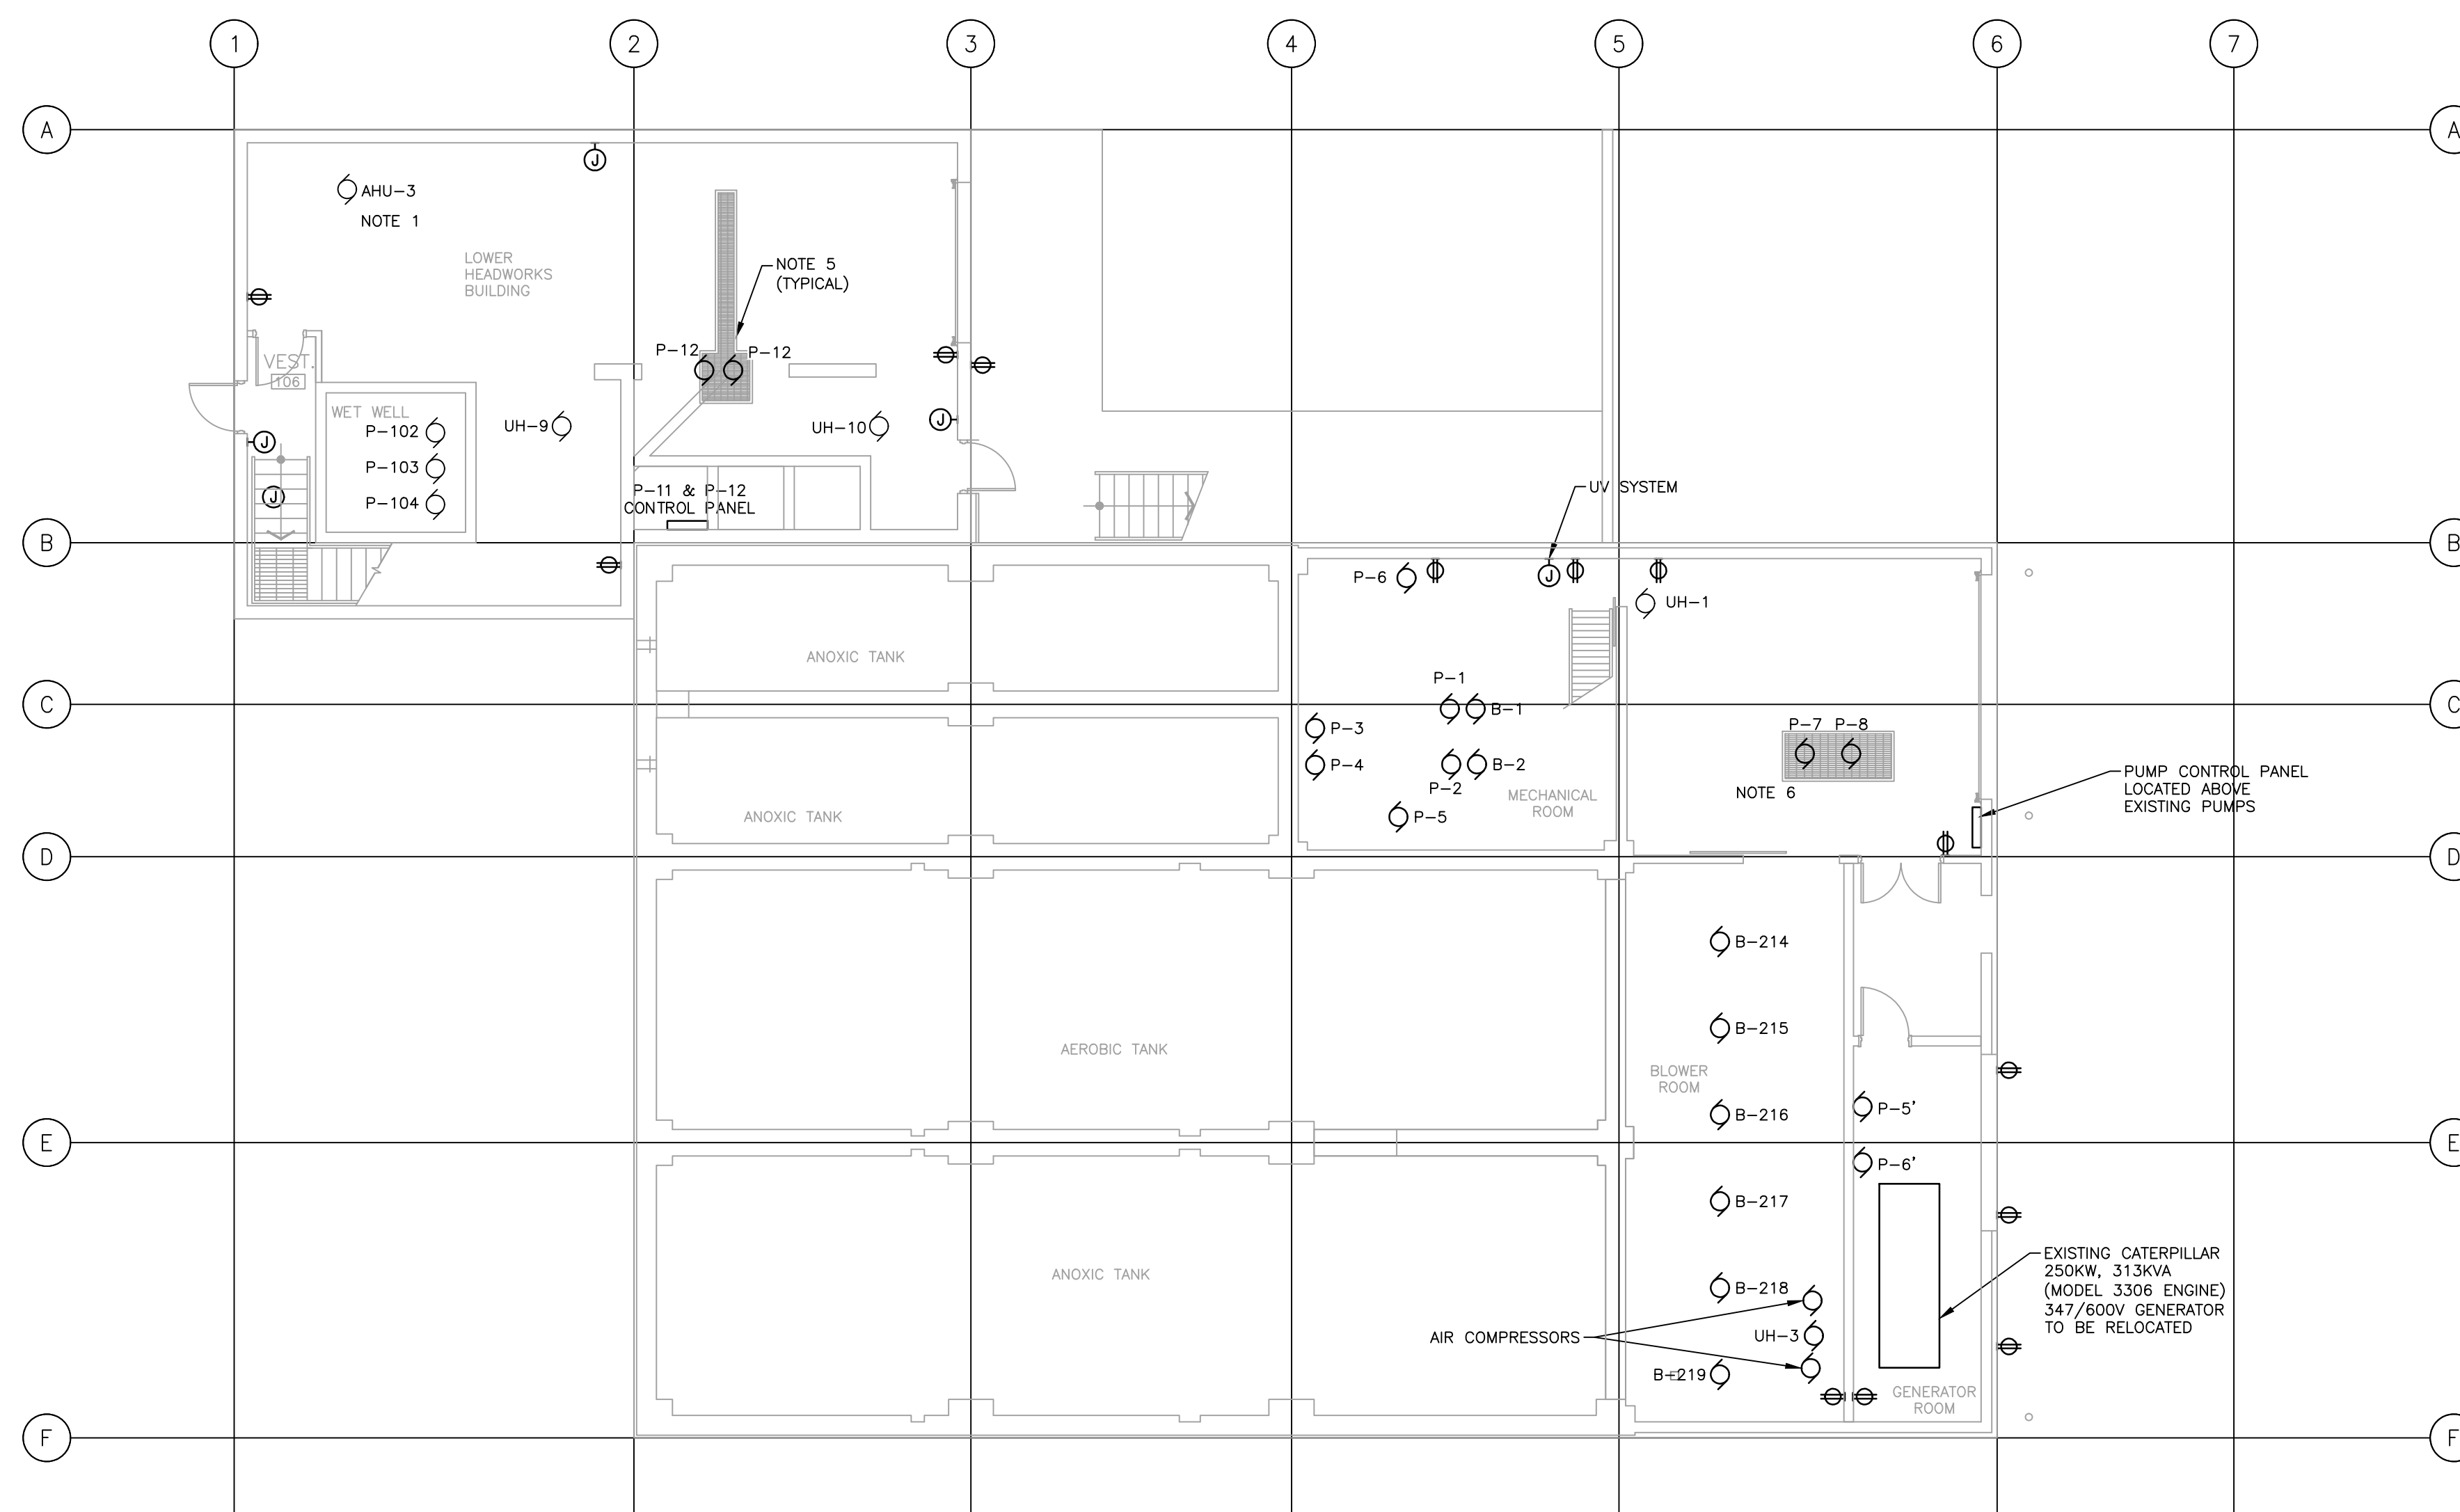 1
2
3
4
5
6
7
A
A
J
AHU-3
NOTE 1
LOWER
HEADWORKS
BUILDING
NOTE 5
(TYPICAL)
VEST.
106
P-12
P-12
WET WELL
P-102
P-103
P-104
UH-9
UH-10
J
J
J
P-11 & P-12
CONTROL PANEL
UV SYSTEM
B
B
P-6
J
UH-1
ANOXIC TANK
P-1
B-1
C
C
P-3
P-4
P-2
B-2
P-5
MECHANICAL
ROOM
P-7
P-8
NOTE 6
PUMP CONTROL PANEL
LOCATED ABOVE
EXISTING PUMPS
ANOXIC TANK
D
D
B-214
B-215
AEROBIC TANK
BLOWER
ROOM
B-216
P-5'
E
E
P-6'
B-217
ANOXIC TANK
B-218
EXISTING CATERPILLAR
250KW, 313KVA
(MODEL 3306 ENGINE)
347/600V GENERATOR
TO BE RELOCATED
AIR COMPRESSORS
UH-3
B-219
GENERATOR
ROOM
F
F